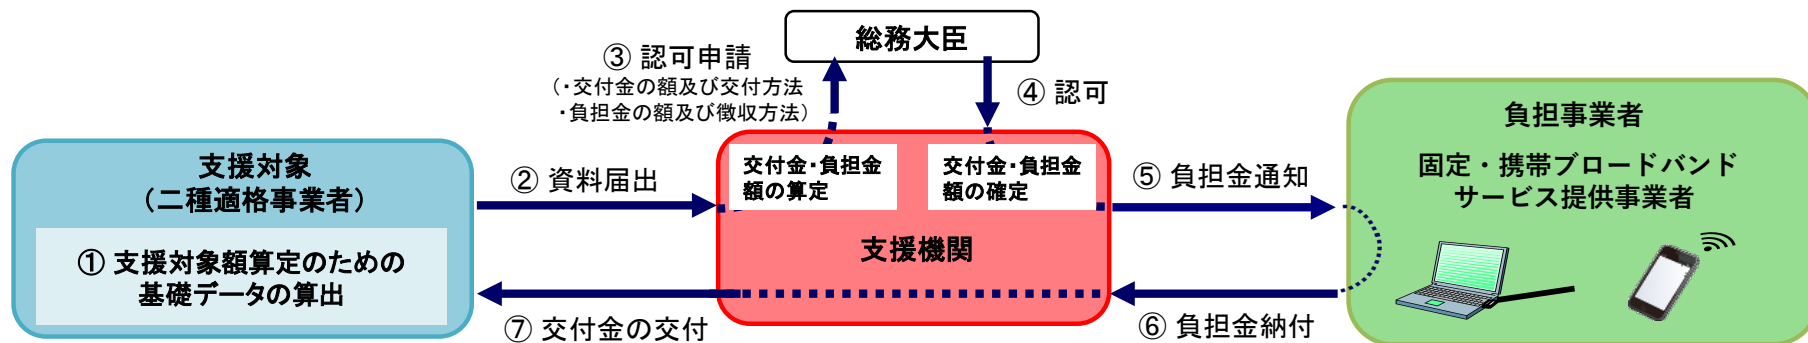 総務大臣
③ 認可申請
（・交付金の額及び交付方法
・負担金の額及び徴収方法）
④ 認可
支援対象
（二種適格事業者）
① 支援対象額算定のための
基礎データの算出
② 資料届出
交付金・負担金
額の算定
交付金・負担金
額の確定
支援機関
⑤ 負担金通知
負担事業者
固定・携帯ブロードバンド
サービス提供事業者
⑥ 負担金納付
⑦ 交付金の交付